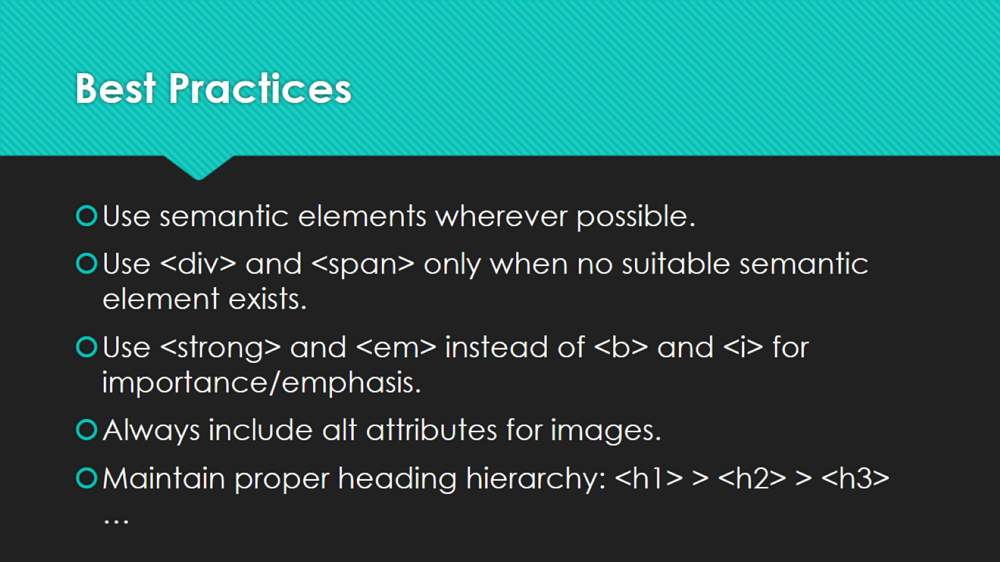 Best Practices
Use semantic elements wherever possible.
Use <div> and <span> only when no suitable semantic
element exists.
Use <strong> and <em> instead of <b> and <i> for
importance/emphasis.
Always include alt attributes for images.
Maintain proper heading hierarchy: <h1> > <h2> > <h3>
…